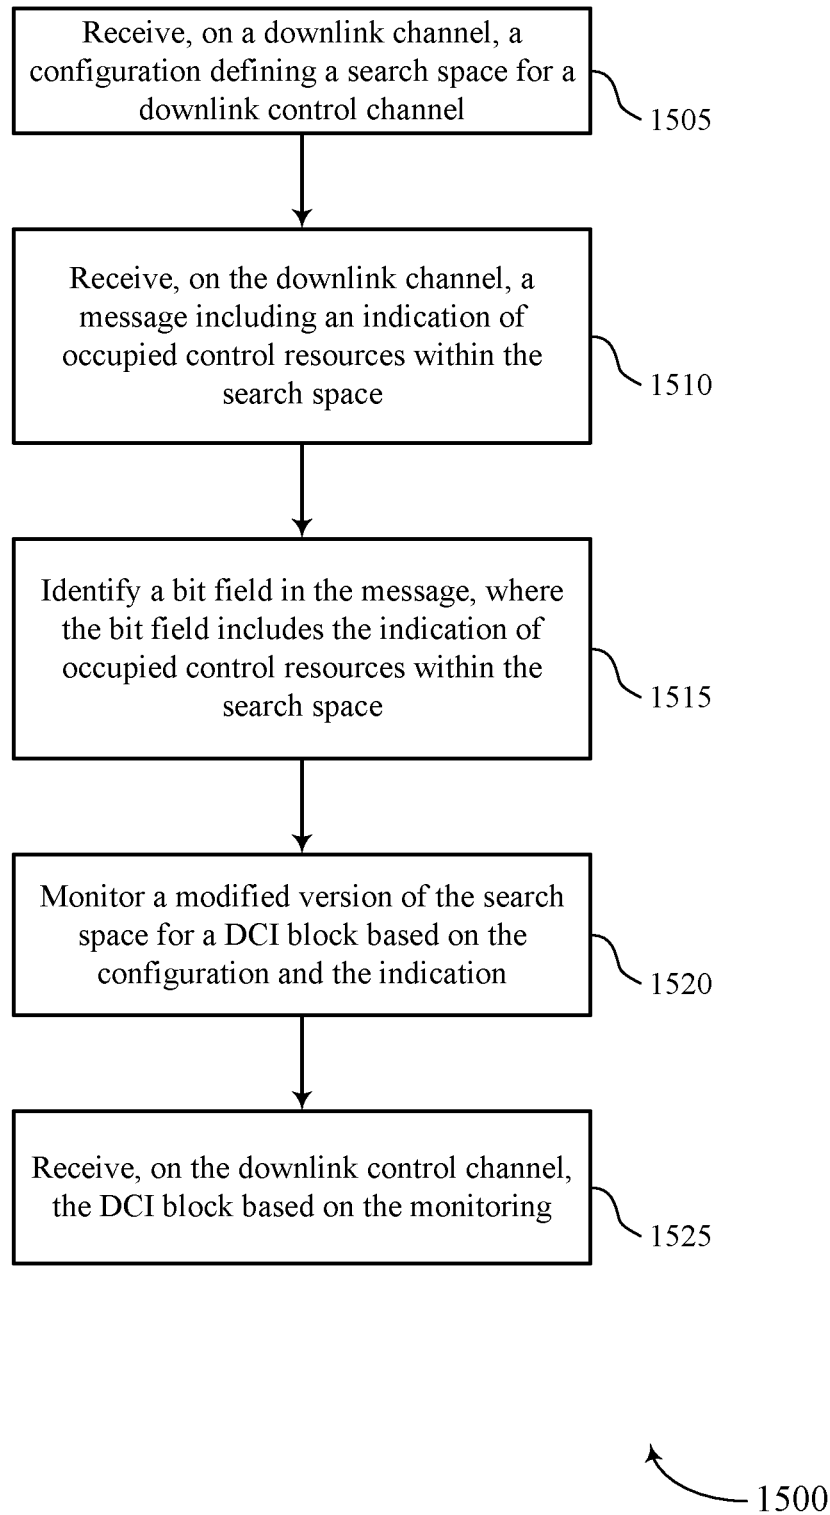 Receive, on a downlink channel, a
configuration defining a search space for a
downlink control channel
1505
Receive, on the downlink channel, a
message including an indication of
occupied control resources within the
search space
1510
Identify a bit field in the message, where
the bit field includes the indication of
occupied control resources within the
search space
1515
Monitor a modified version of the search
space for a DCI block based on the
configuration and the indication
1520
Receive, on the downlink control channel,
the DCI block based on the monitoring
1525
1500